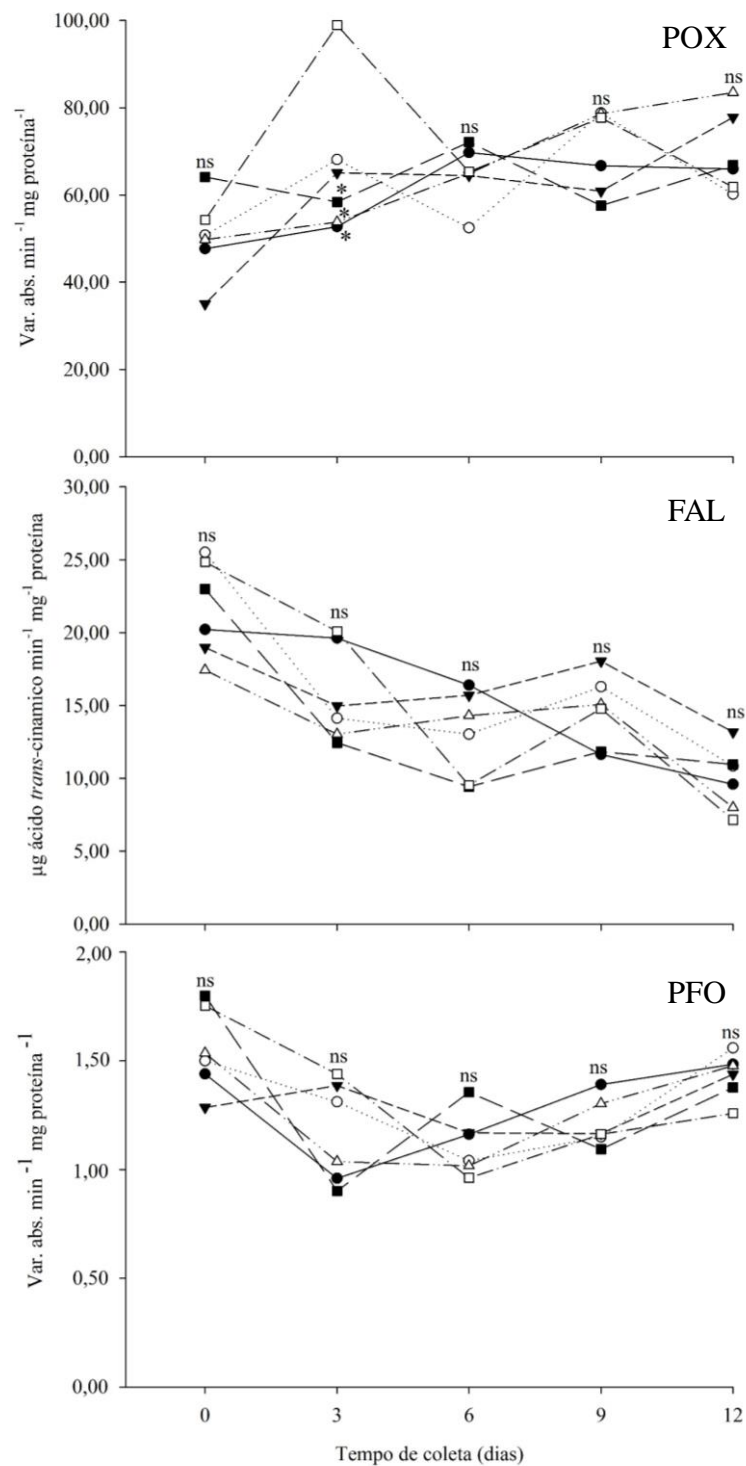 POX
Var. abs. min ⁻¹ mg proteína⁻¹
100,00
80,00
60,00
40,00
20,00
0,00
ns
*
*
*
ns
ns
ns
FAL
µg ácido trans-cinamico min⁻¹ mg⁻¹ proteína
30,00
25,00
20,00
15,00
10,00
5,00
0,00
ns
ns
ns
ns
ns
PFO
Var. abs. min ⁻¹ mg proteína ⁻¹
2,00
1,50
1,00
0,50
0,00
ns
ns
ns
ns
ns
0 3 6 9 12
Tempo de coleta (dias)